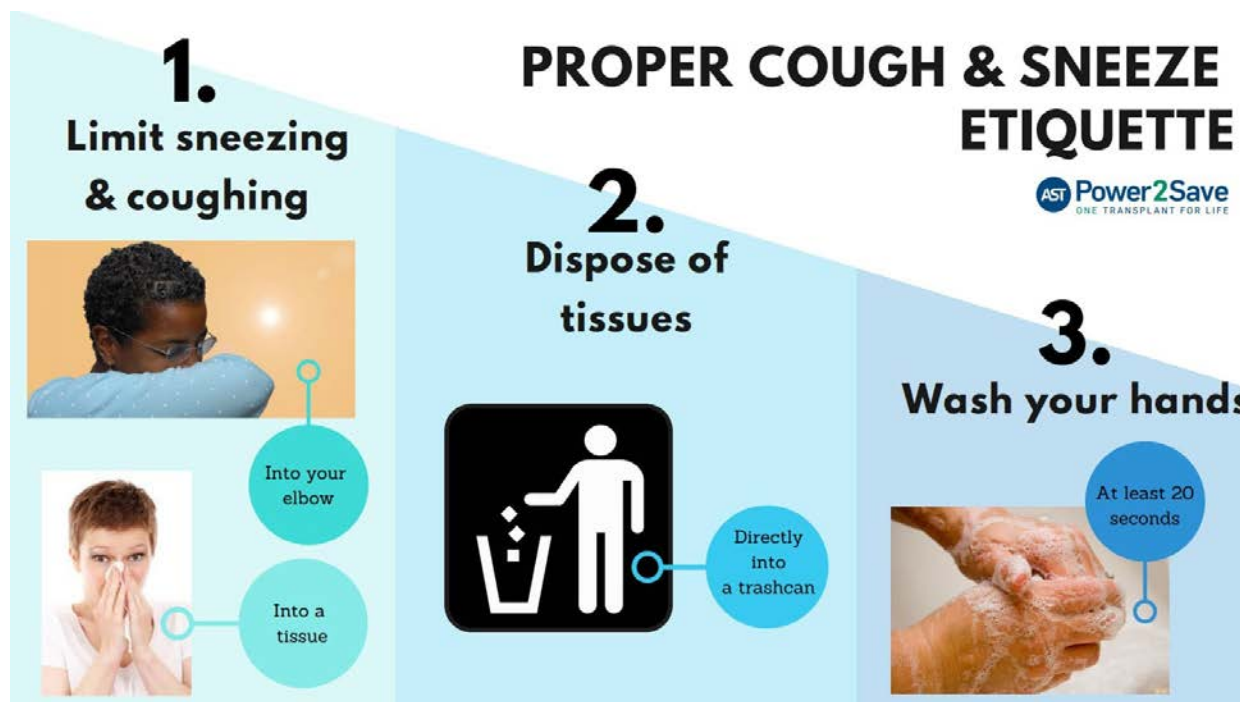 PROPER COUGH & SNEEZE
ETIQUETTE
AST Power2Save
ONE TRANSPLANT FOR LIFE
1.
Limit sneezing
& coughing
Into your
elbow
Into a
tissue
2.
Dispose of
tissues
Directly
into
a trashcan
3.
Wash your hands
At least 20
seconds